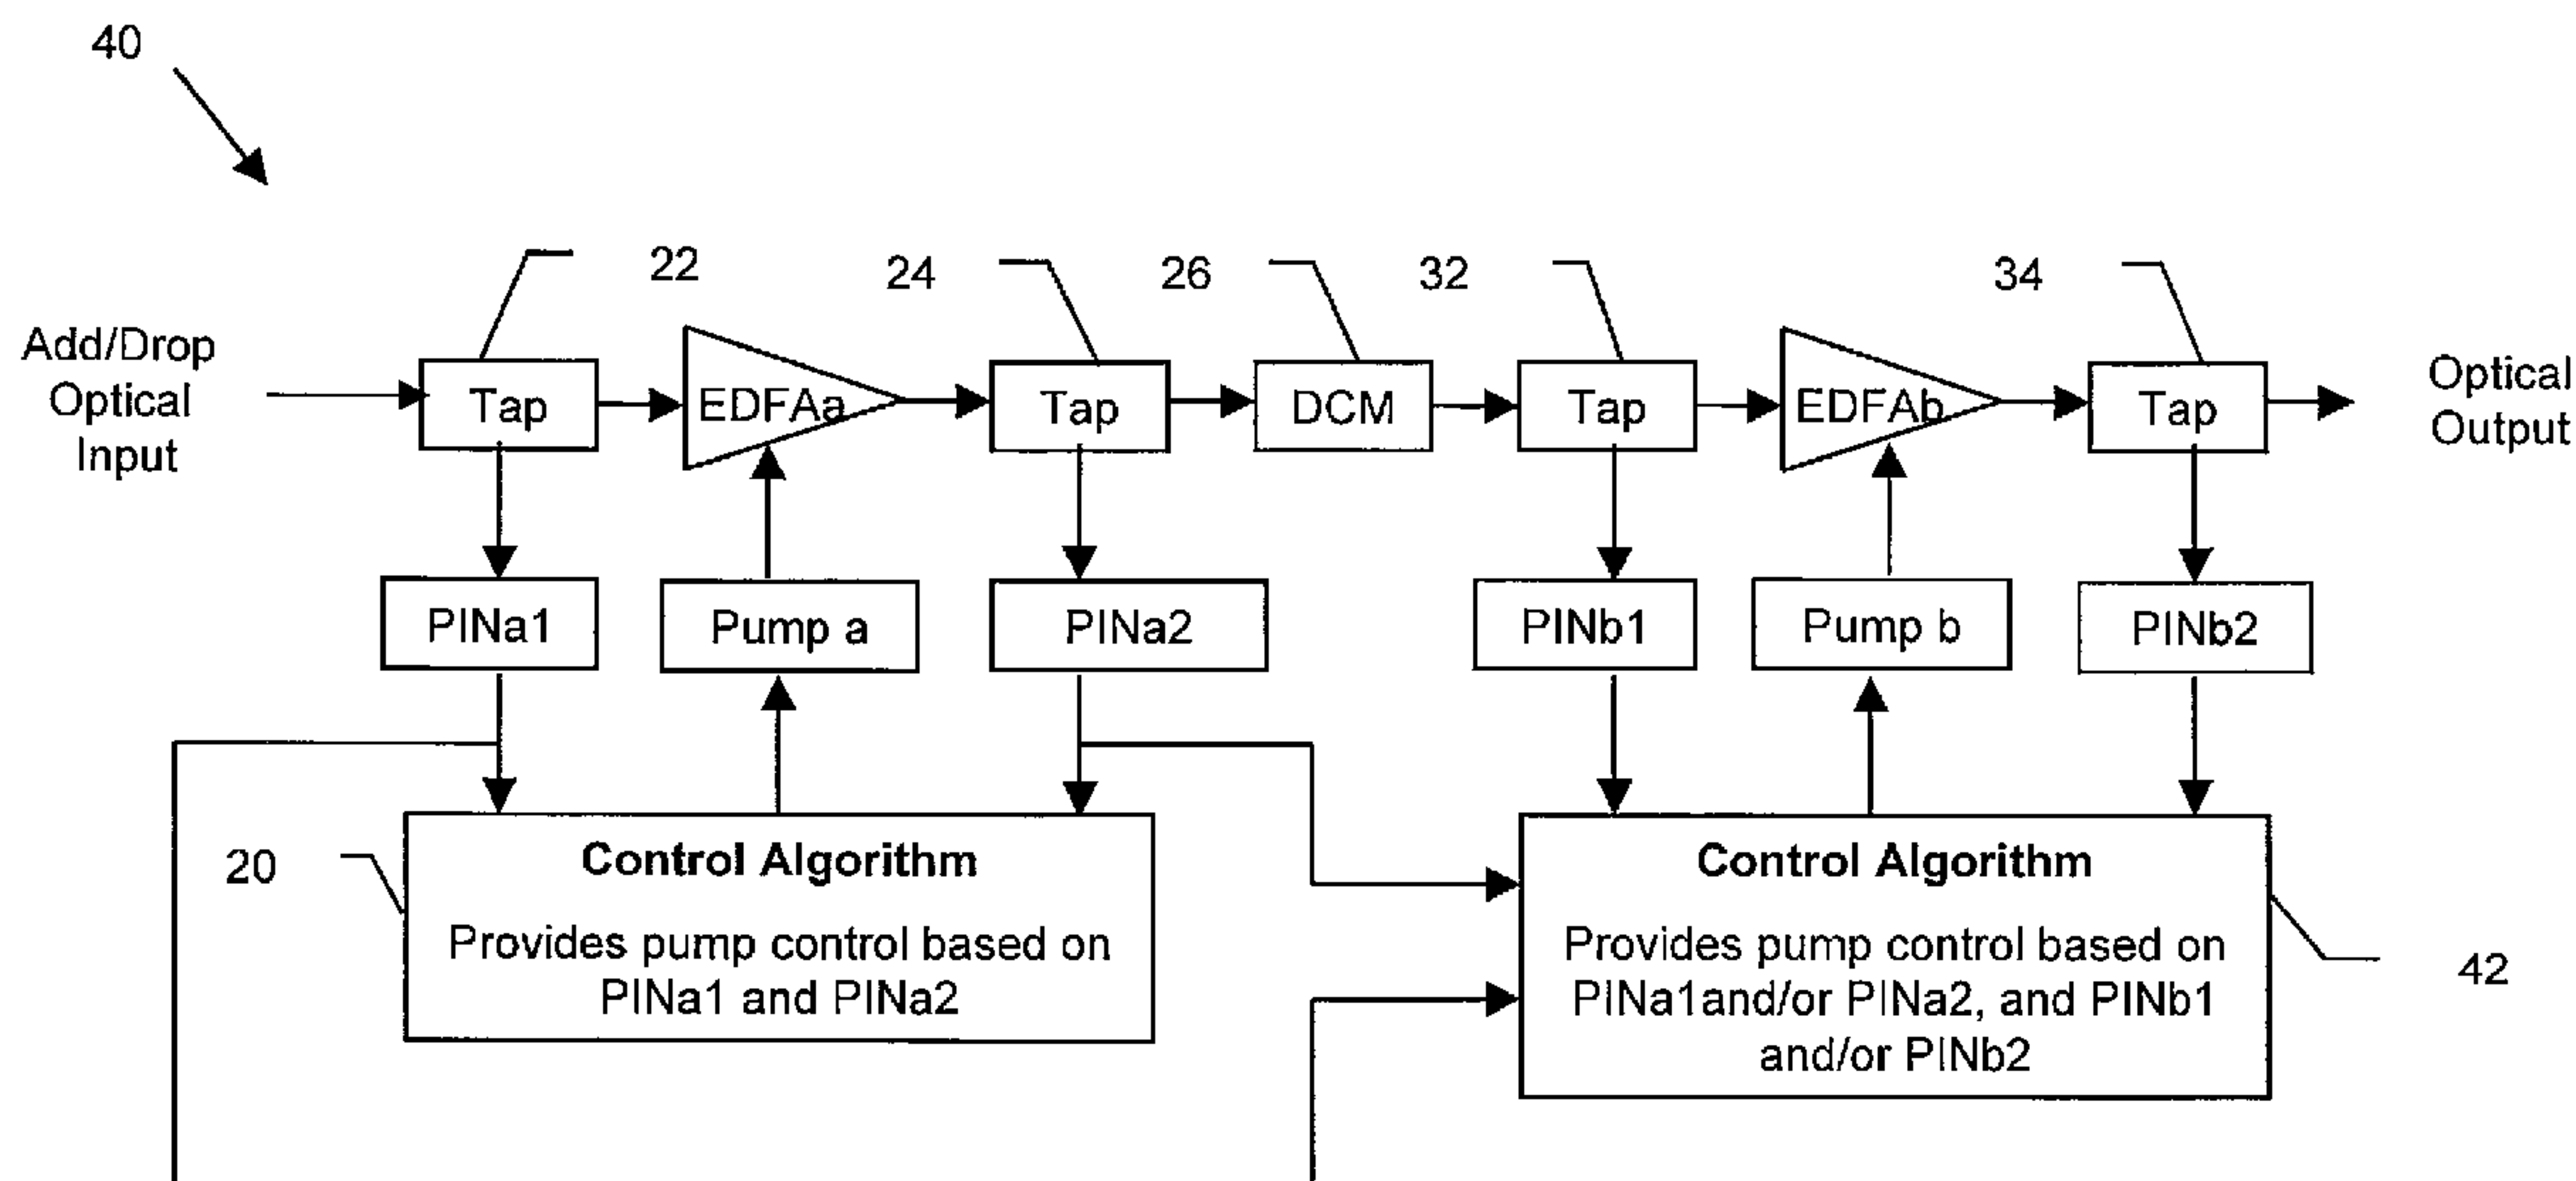 40
22
24
26
32
34
Add/Drop
Optical
Input
Tap
EDFAa
Tap
DCM
Tap
EDFAb
Tap
Optical
Output
PINa1
Pump a
PINa2
PINb1
Pump b
PINb2
20
Control Algorithm
Provides pump control based on
PINa1 and PINa2
Control Algorithm
Provides pump control based on
PINa1and/or PINa2, and PINb1
and/or PINb2
42